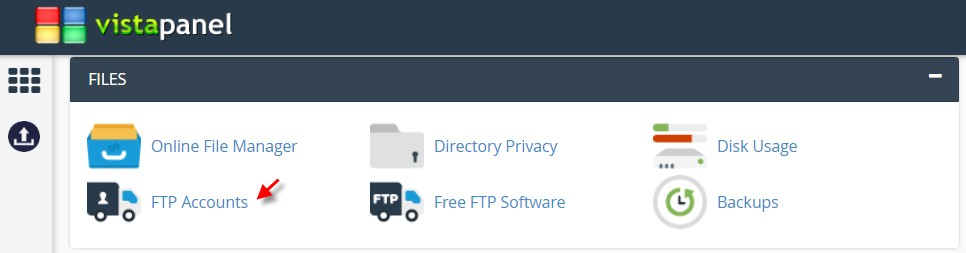 vistapanel
FILES
Online File Manager
Directory Privacy
Disk Usage
FTP Accounts
FTP
Free FTP Software
Backups